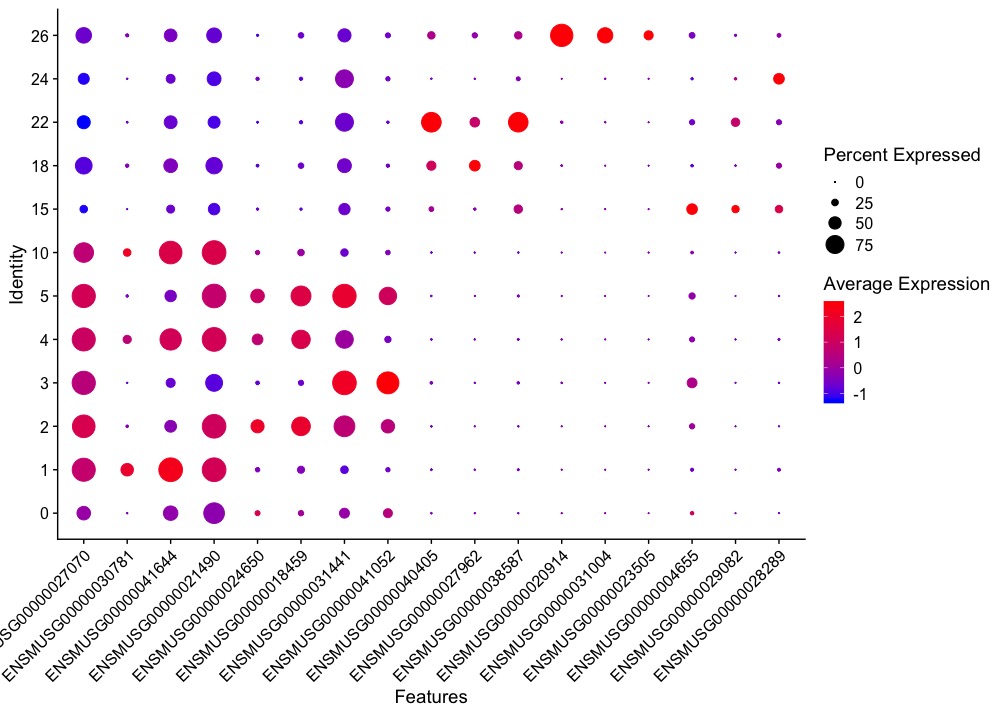 26
24
22
18
15
10
5
4
3
2
1
0
Identity
SG00000027070
ENSMUSG00000030781
ENSMUSG00000041644
ENSMUSG00000021490
ENSMUSG00000024650
ENSMUSG00000018459
ENSMUSG00000031441
ENSMUSG00000041052
ENSMUSG00000040405
ENSMUSG00000027962
ENSMUSG00000038587
ENSMUSG00000020914
ENSMUSG00000031004
ENSMUSG00000023505
ENSMUSG00000004655
ENSMUSG00000029082
ENSMUSG00000028289
Features
Percent Expressed
0
25
50
75
Average Expression
2
1
0
-1